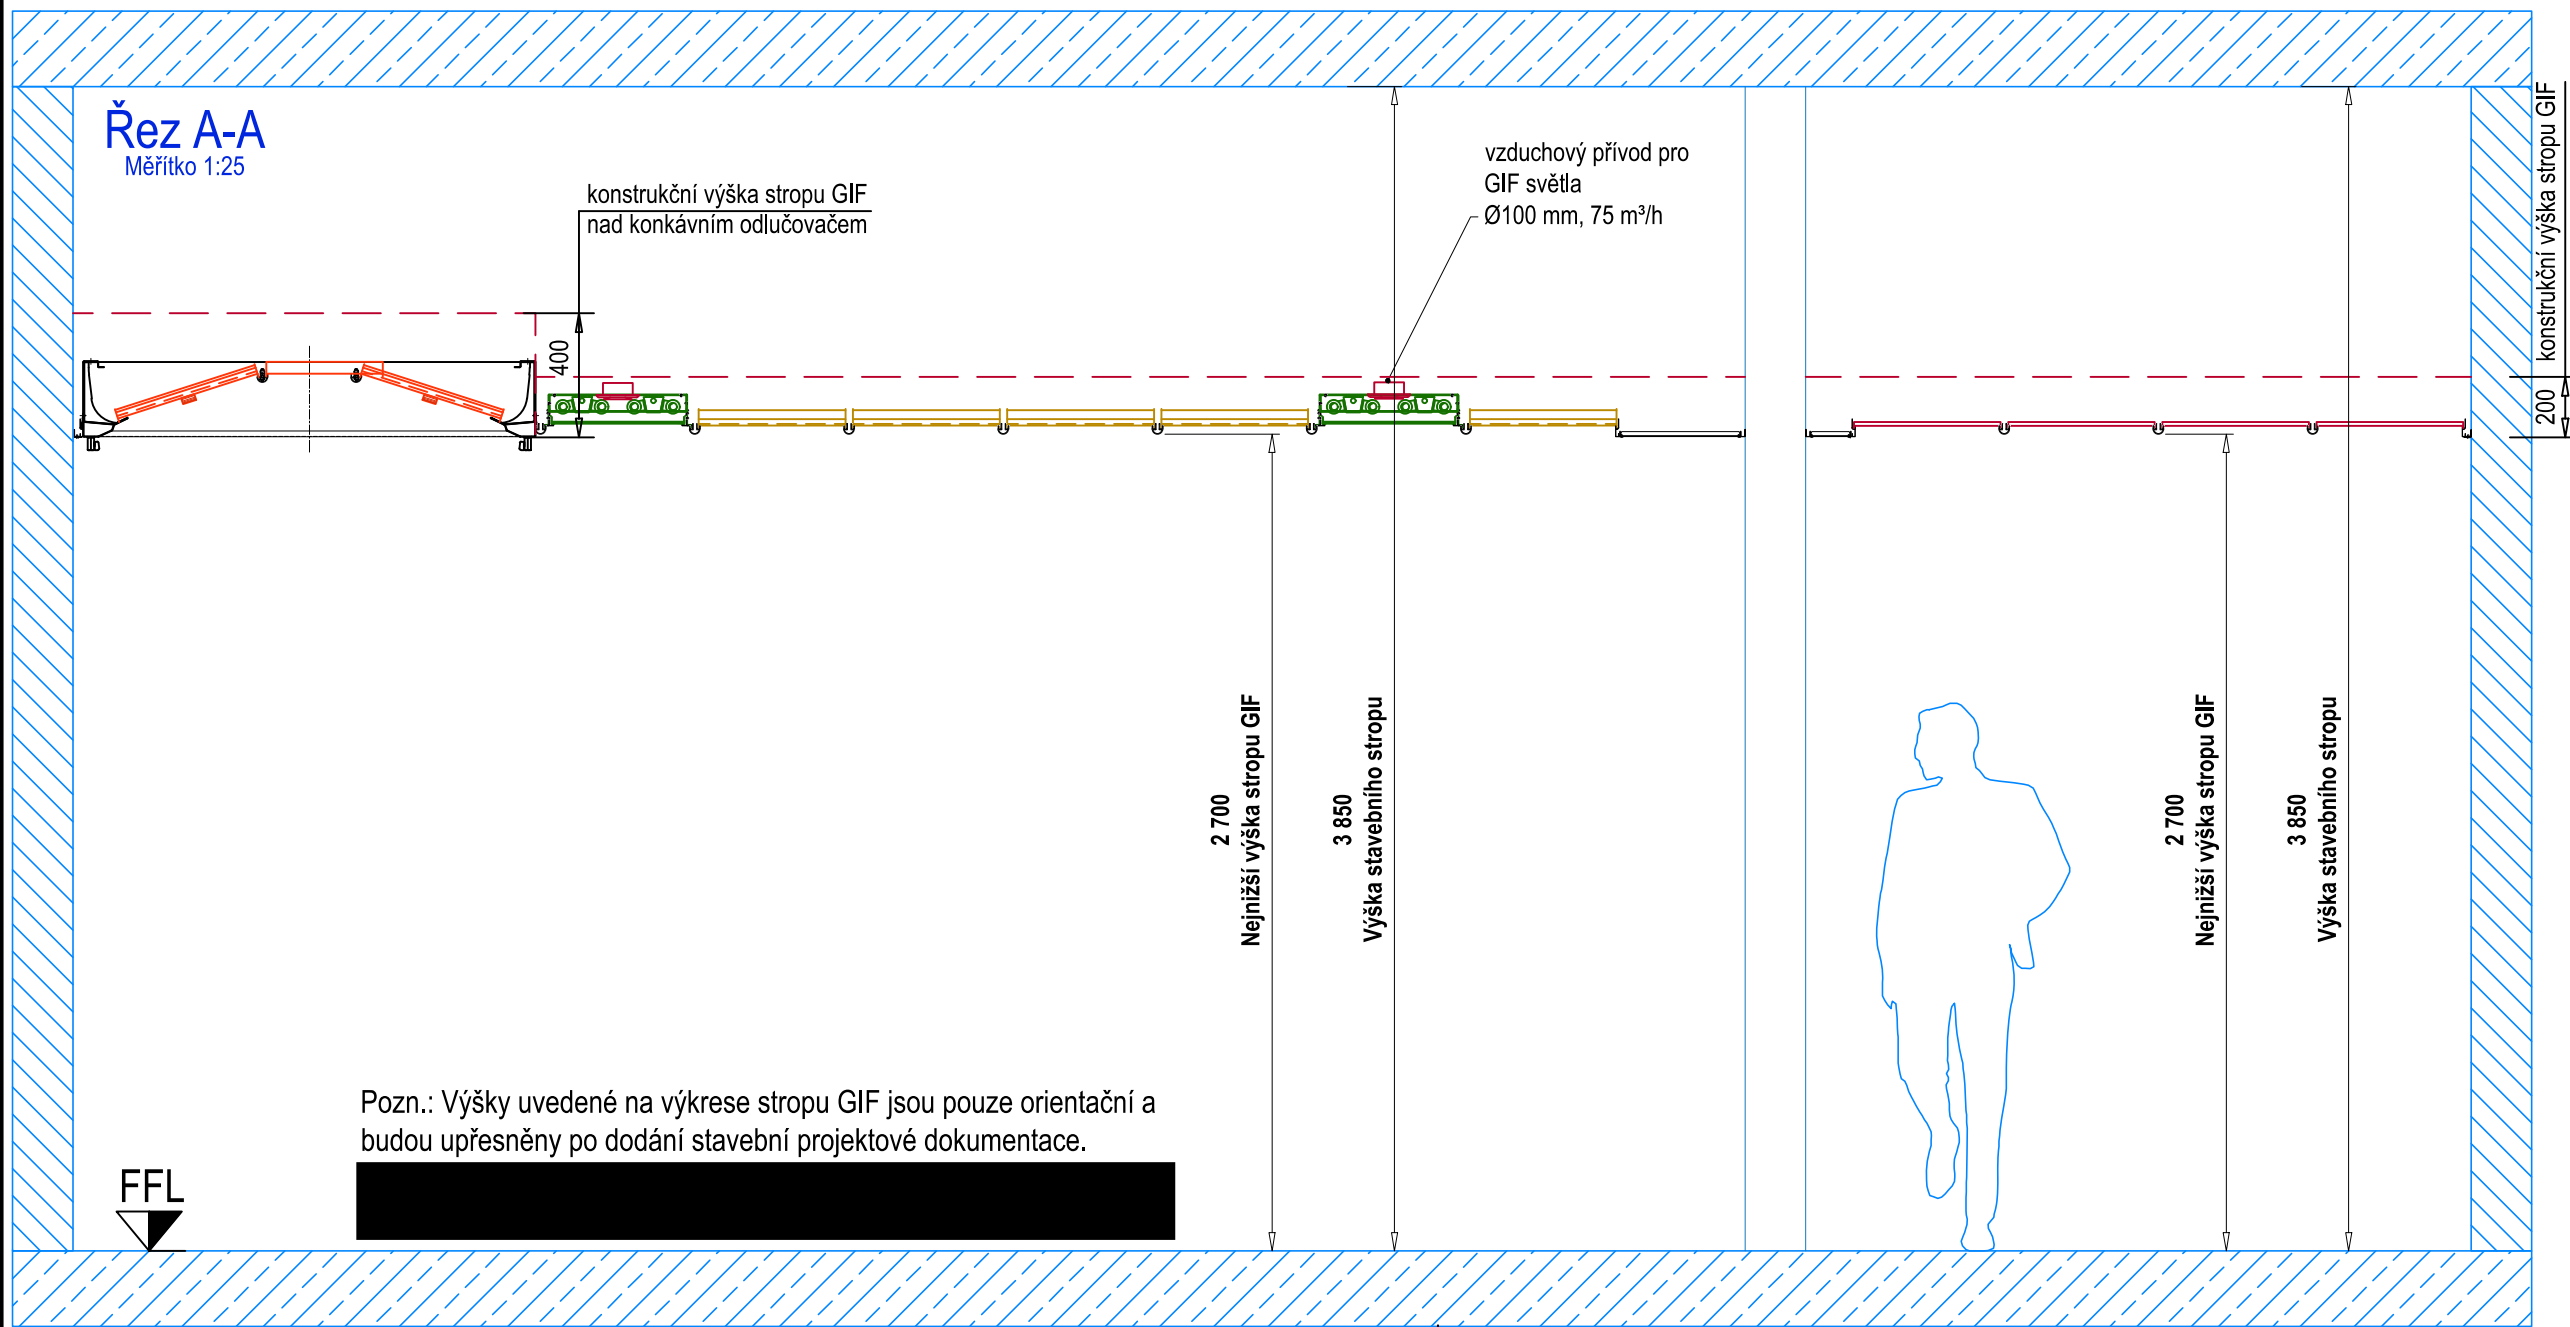 Řez A-A
Měřítko 1:25
konstrukční výška stropu GIF
nad konkávním odlučovačem
400
vzduchový přívod pro
GIF světla
Ø100 mm, 75 m³/h
konstrukční výška stropu GIF
200
2 700
Nejnižší výška stropu GIF
3 850
Výška stavebního stropu
2 700
Nejnižší výška stropu GIF
3 850
Výška stavebního stropu
Pozn.: Výšky uvedené na výkrese stropu GIF jsou pouze orientační a
budou upřesněny po dodání stavební projektové dokumentace.
FFL